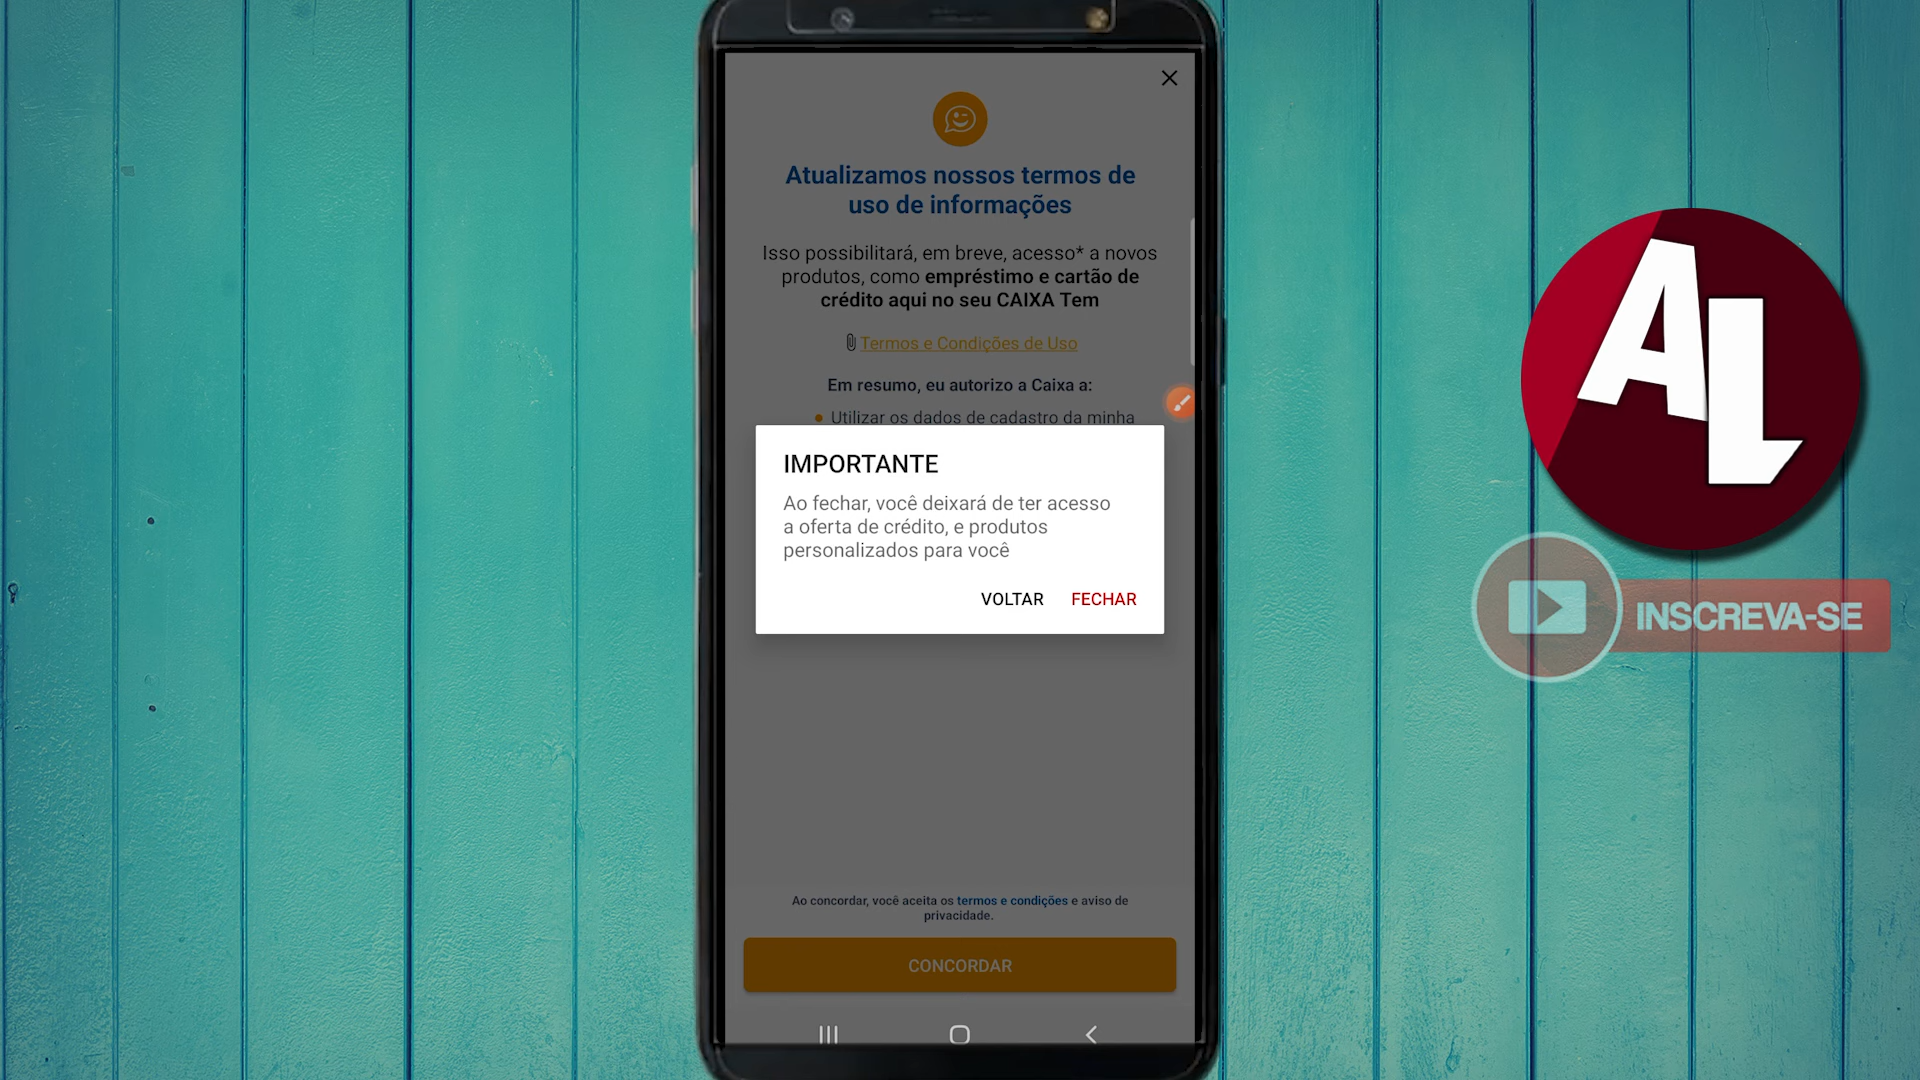 Atualizamos nossos termos de
uso de informações
Isso possibilitará, em breve, acesso* a novos
produtos, como empréstimo e cartão de
crédito aqui no seu CAIXA Tem
Termos e Condições de Uso
Em resumo, eu autorizo a Caixa a:
Utilizar os dados de cadastro da minha
IMPORTANTE
Ao fechar, você deixará de ter acesso
a oferta de crédito, e produtos
personalizados para você
VOLTAR FECHAR
Ao concordar, você aceita os termos e condições e aviso de
privacidade.
CONCORDAR
AL
INSCREVA-SE